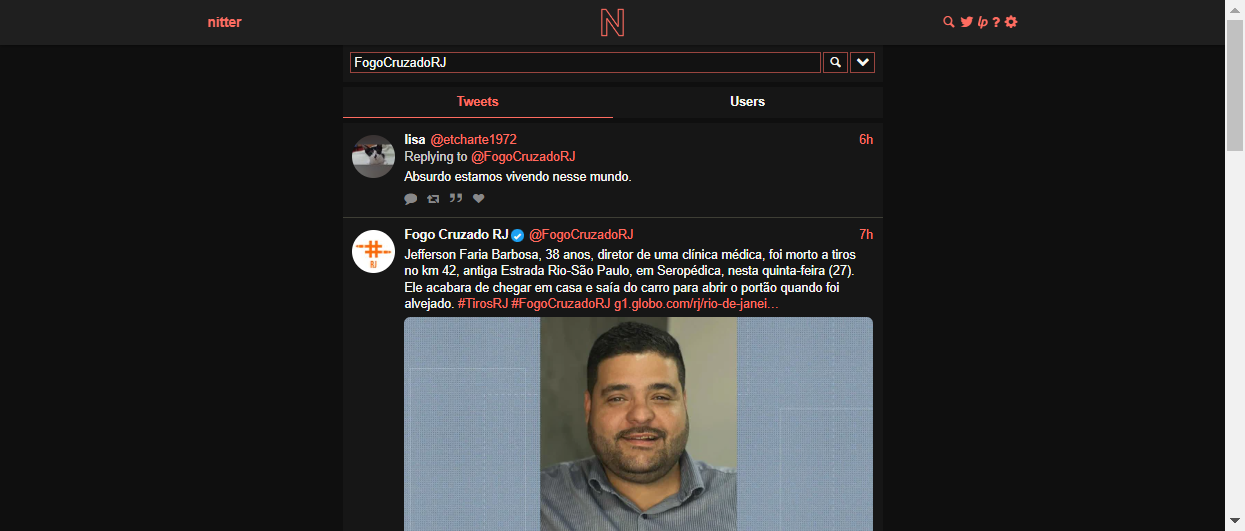 nitter
N
lp ?
FogoCruzadoRJ
Tweets
Users
lisa @etcharte1972
6h
Replying to @FogoCruzadoRJ
Absurdo estamos vivendo nesse mundo.
Fogo Cruzado RJ @FogoCruzadoRJ
7h
RJ
Jefferson Faria Barbosa, 38 anos, diretor de uma clínica médica, foi morto a tiros
no km 42, antiga Estrada Rio-São Paulo, em Seropédica, nesta quinta-feira (27).
Ele acabara de chegar em casa e saía do carro para abrir o portão quando foi
alvejado. #TirosRJ #FogoCruzadoRJ g1.globo.com/rj/rio-de-janei…